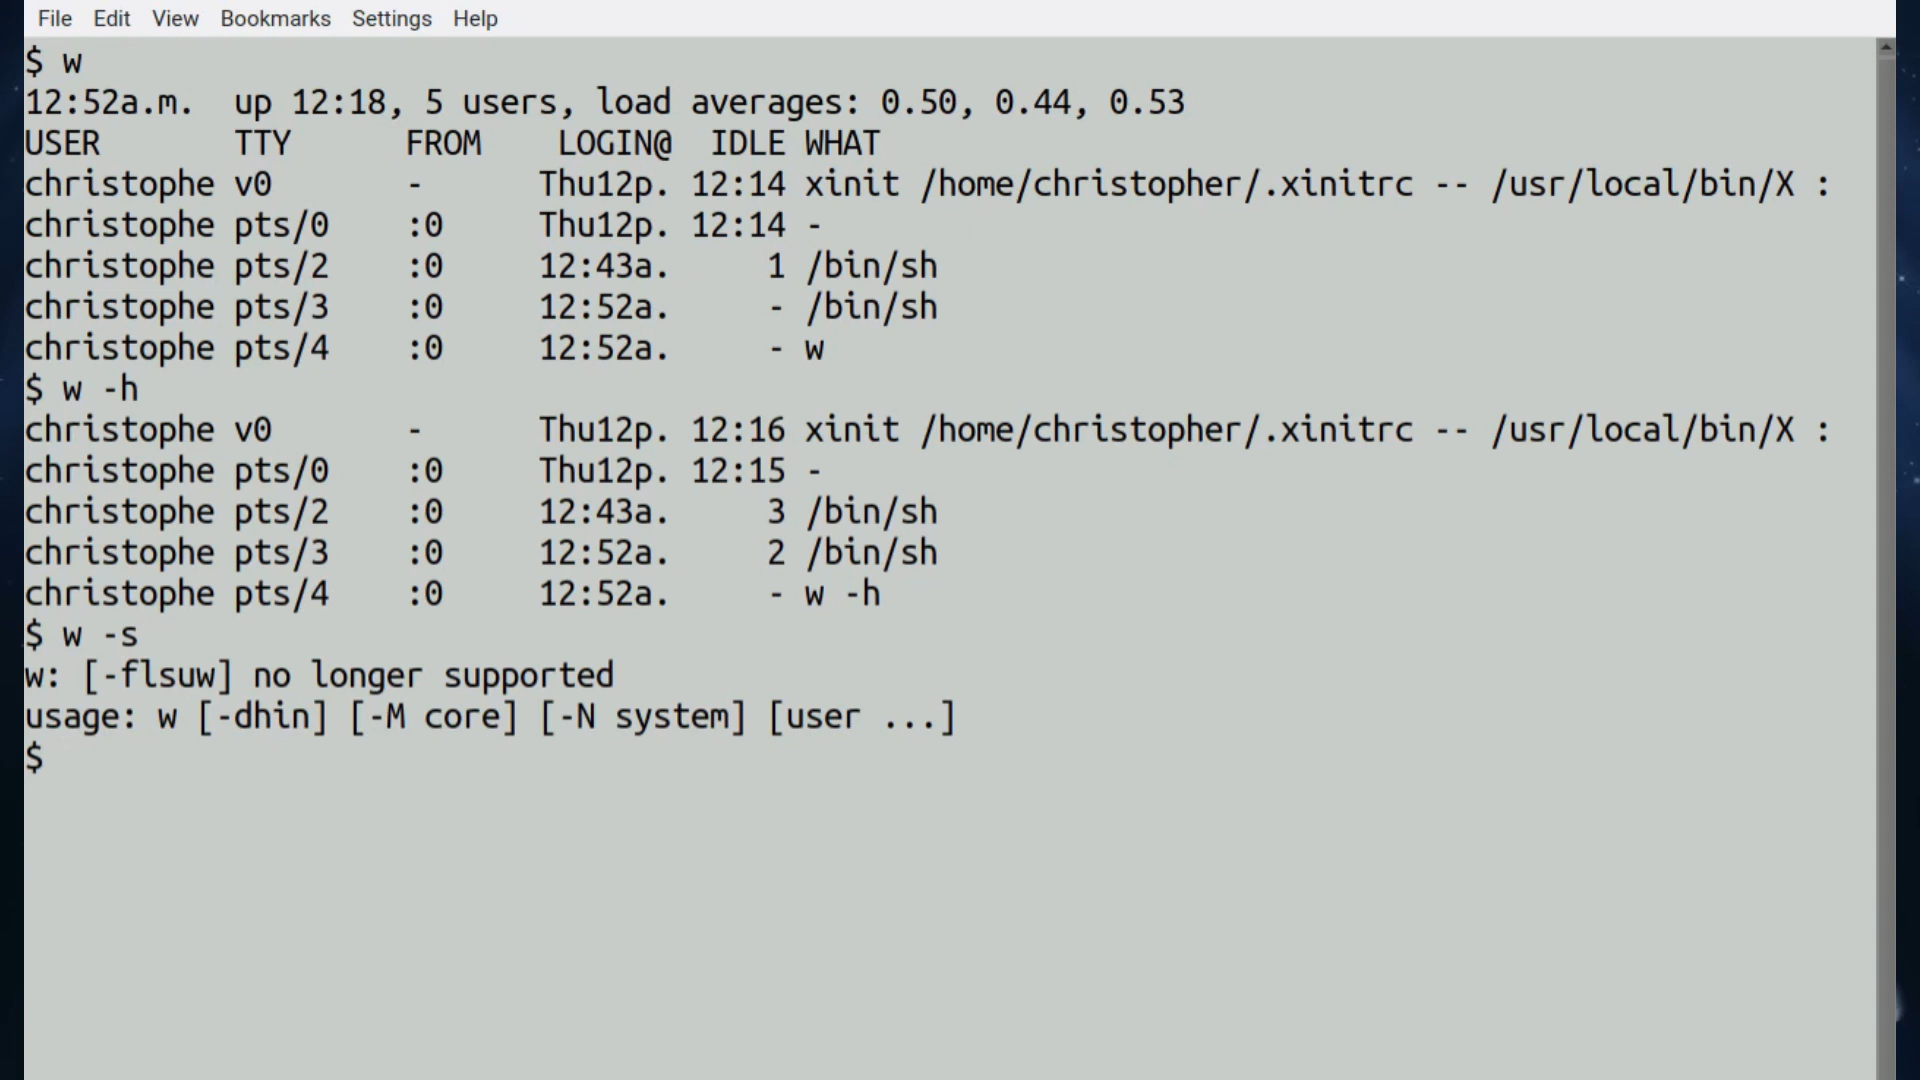 File Edit View Bookmarks Settings Help
$ w
12:52a.m.  up 12:18, 5 users, load averages: 0.50, 0.44, 0.53
USER       TTY      FROM    LOGIN@  IDLE WHAT
christophe v0       -      Thu12p. 12:14 xinit /home/christopher/.xinitrc -- /usr/local/bin/X :
christophe pts/0    :0     Thu12p. 12:14 -
christophe pts/2    :0     12:43a.     1 /bin/sh
christophe pts/3    :0     12:52a.     - /bin/sh
christophe pts/4    :0     12:52a.     - w
$ w -h
christophe v0       -      Thu12p. 12:16 xinit /home/christopher/.xinitrc -- /usr/local/bin/X :
christophe pts/0    :0     Thu12p. 12:15 -
christophe pts/2    :0     12:43a.     3 /bin/sh
christophe pts/3    :0     12:52a.     2 /bin/sh
christophe pts/4    :0     12:52a.     - w -h
$ w -s
w: [-flsuw] no longer supported
usage: w [-dhin] [-M core] [-N system] [user ...]
$